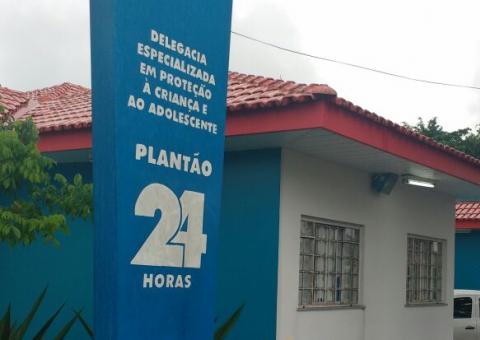 DELEGACIA
ESPECIALIZADA
EM PROTEÇÃO
À CRIANÇA E
AO ADOLESCENTE
PLANTÃO
24
HORAS